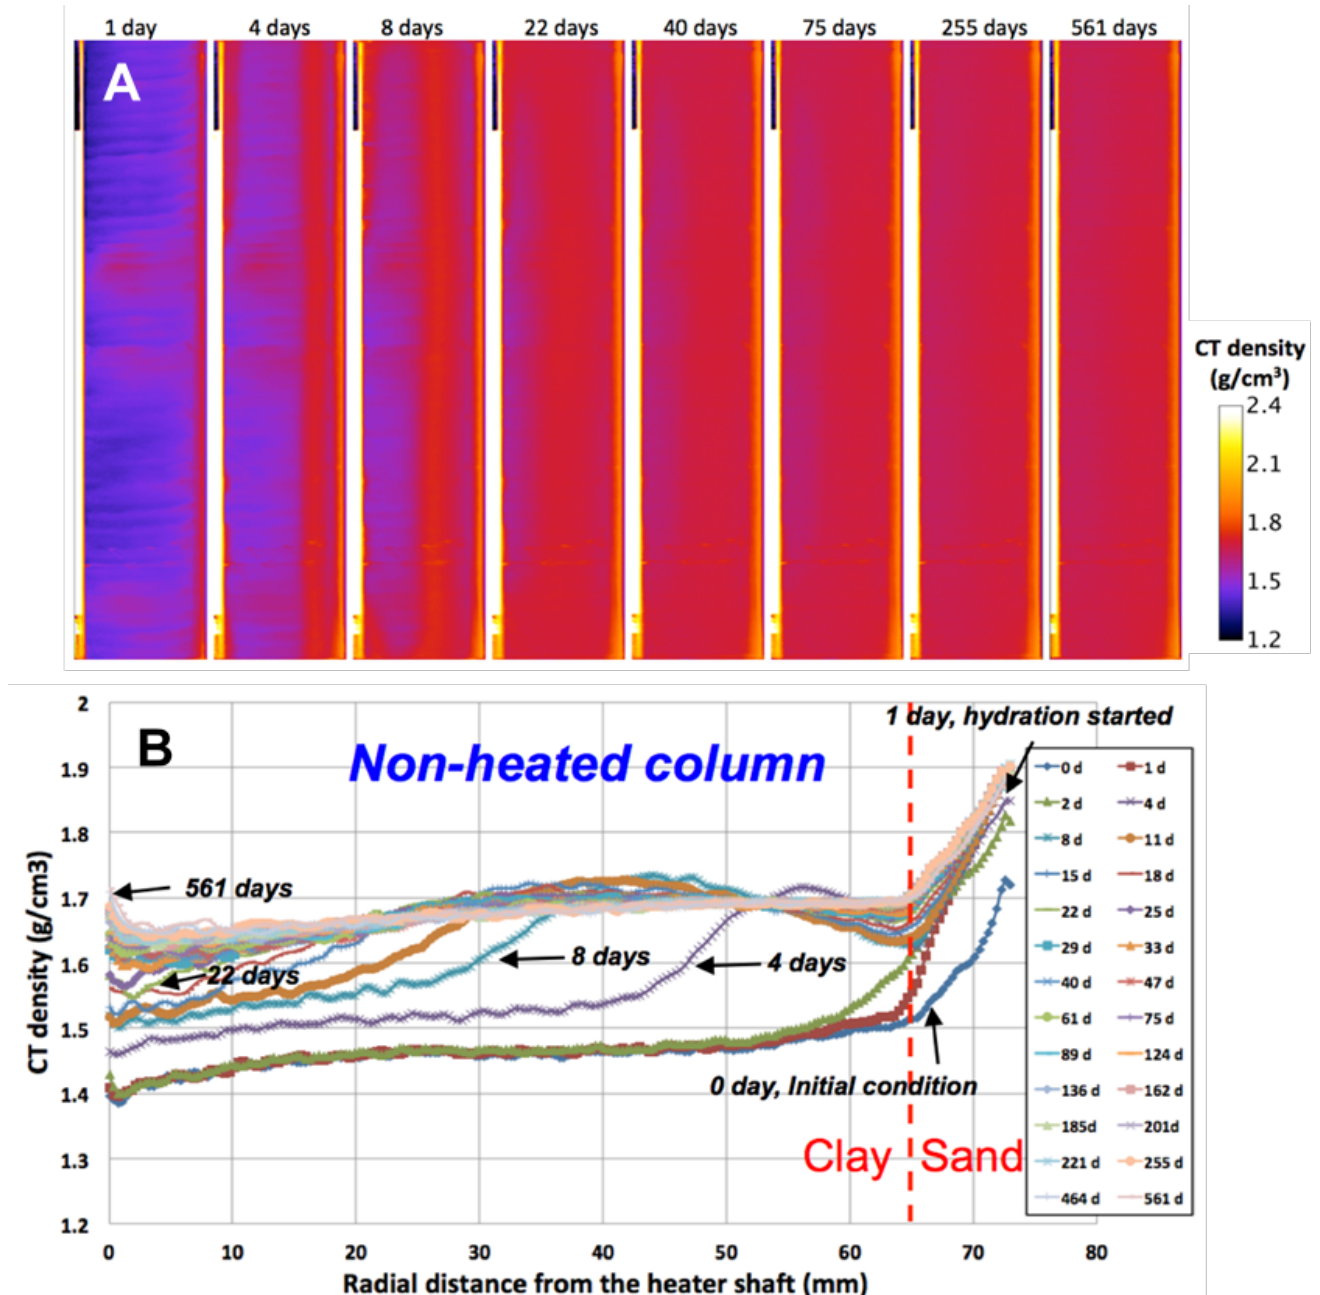 1 day 4 days 8 days 22 days 40 days 75 days 255 days 561 days
A
CT density
(g/cm³)
2.4
2.1
1.8
1.5
1.2
B
Non-heated column
1 day, hydration started
561 days
22 days
8 days
4 days
0 day, Initial condition
Clay Sand
0 d 1 d
2 d 4 d
8 d 11 d
15 d 18 d
22 d 25 d
29 d 33 d
40 d 47 d
61 d 75 d
89 d 124 d
136 d 162 d
185d 201d
221 d 255 d
464 d 561 d
CT density (g/cm3)
2
1.9
1.8
1.7
1.6
1.5
1.4
1.3
1.2
0 10 20 30 40 50 60 70 80
Radial distance from the heater shaft (mm)